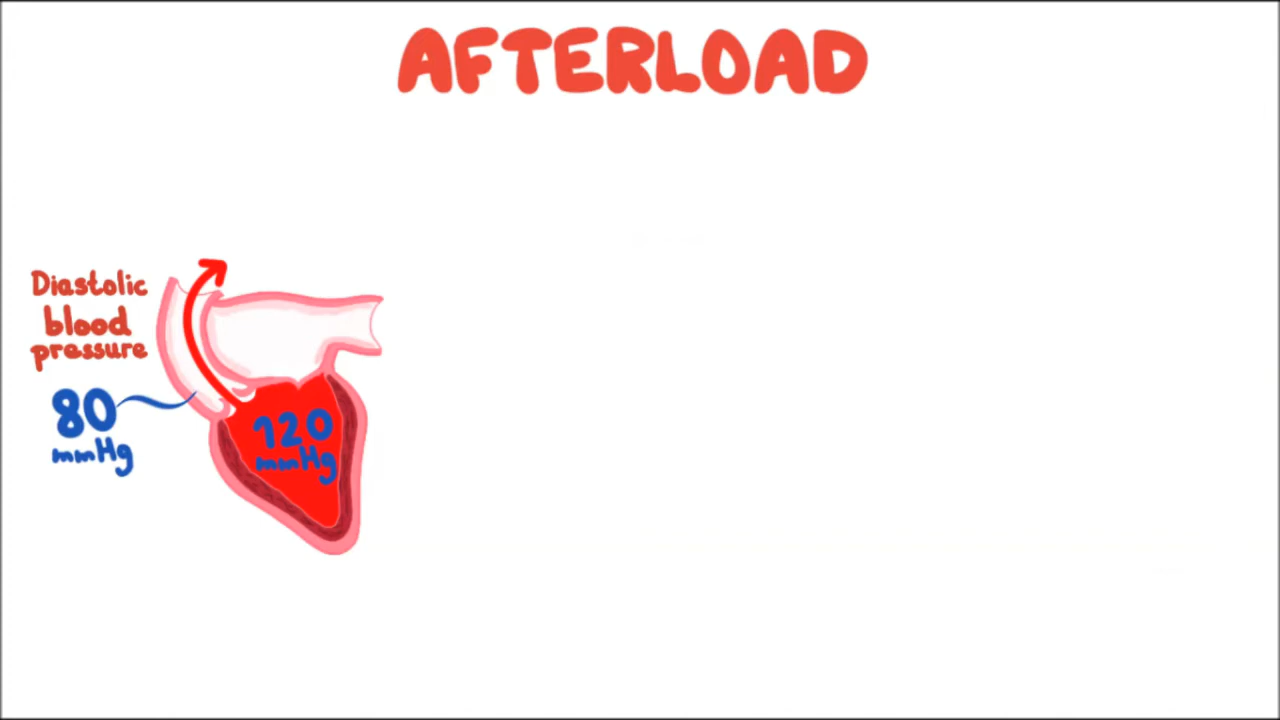 AFTERLOAD
Diastolic
blood
pressure
80
mmHg
120
mmHg